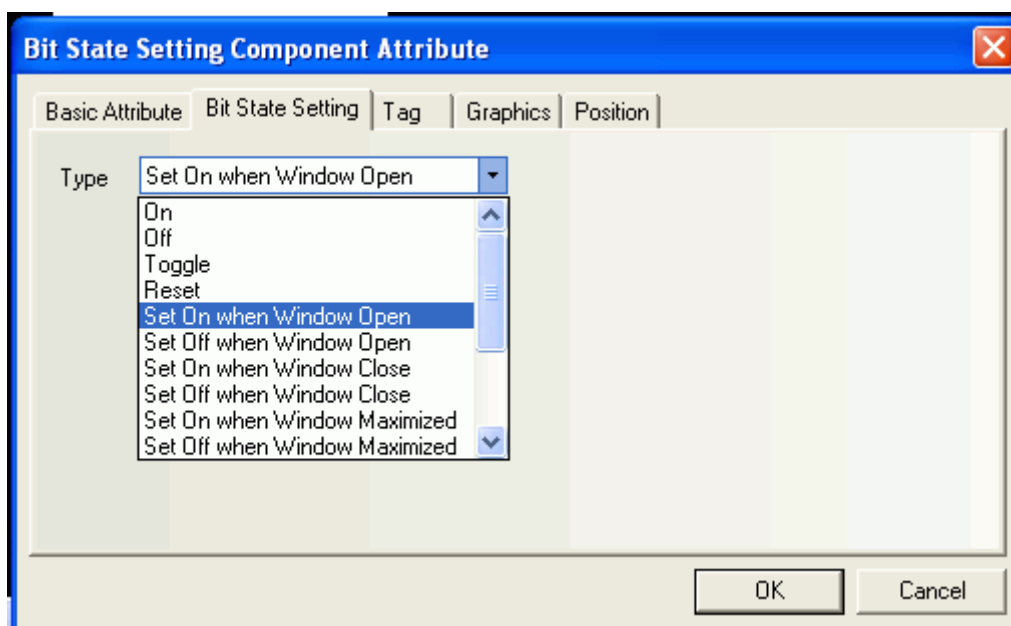 Bit State Setting Component Attribute
Basic Attribute Bit State Setting Tag Graphics Position
Type Set On when Window Open
On
Off
Toggle
Reset
Set On when Window Open
Set Off when Window Open
Set On when Window Close
Set Off when Window Close
Set On when Window Maximized
Set Off when Window Maximized
OK Cancel